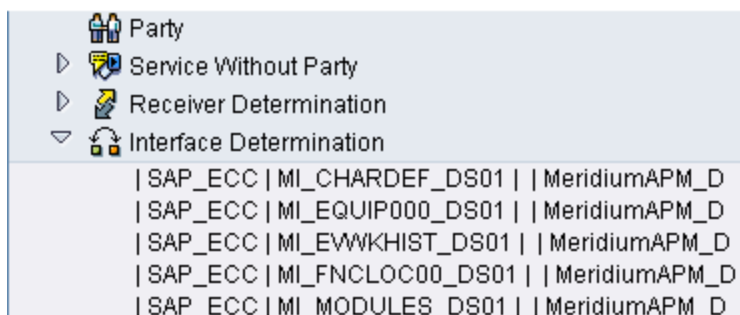 Party
Service Without Party
Receiver Determination
Interface Determination
| SAP_ECC | MI_CHARDEF_DS01 | | MeridiumAPM_D
| SAP_ECC | MI_EQUIP000_DS01 | | MeridiumAPM_D
| SAP_ECC | MI_EVWKHIST_DS01 | | MeridiumAPM_D
| SAP_ECC | MI_FNCLOC00_DS01 | | MeridiumAPM_D
| SAP_ECC | MI_MODULES_DS01 | | MeridiumAPM_D